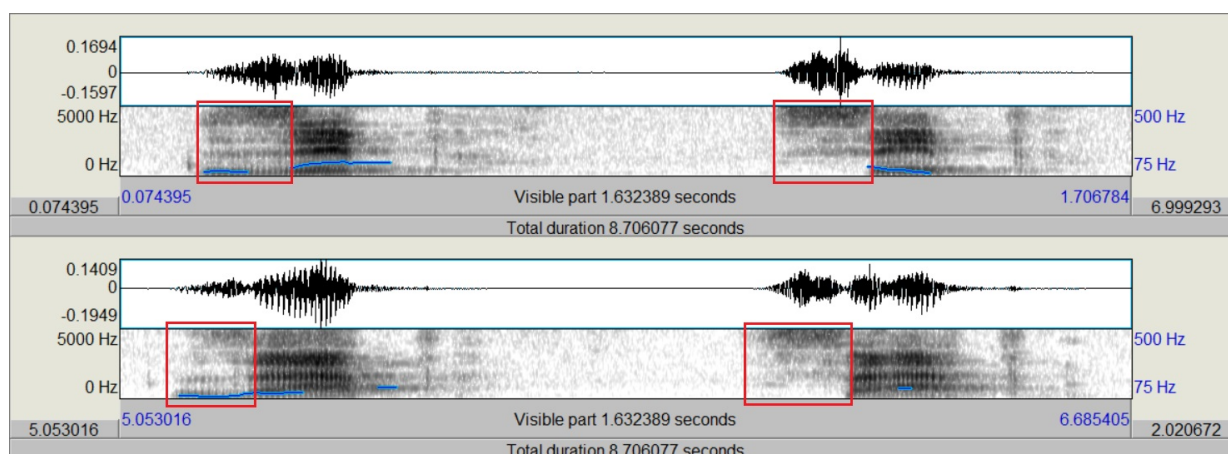 0.1694
0
-0.1597
5000 Hz
500 Hz
0 Hz
75 Hz
0.074395
0.074395
Visible part 1.632389 seconds
1.706784
6.999293
Total duration 8.706077 seconds
0.1409
0
-0.1949
5000 Hz
500 Hz
0 Hz
75 Hz
5.053016
5.053016
Visible part 1.632389 seconds
6.685405
2.020672
Total duration 8.706077 seconds